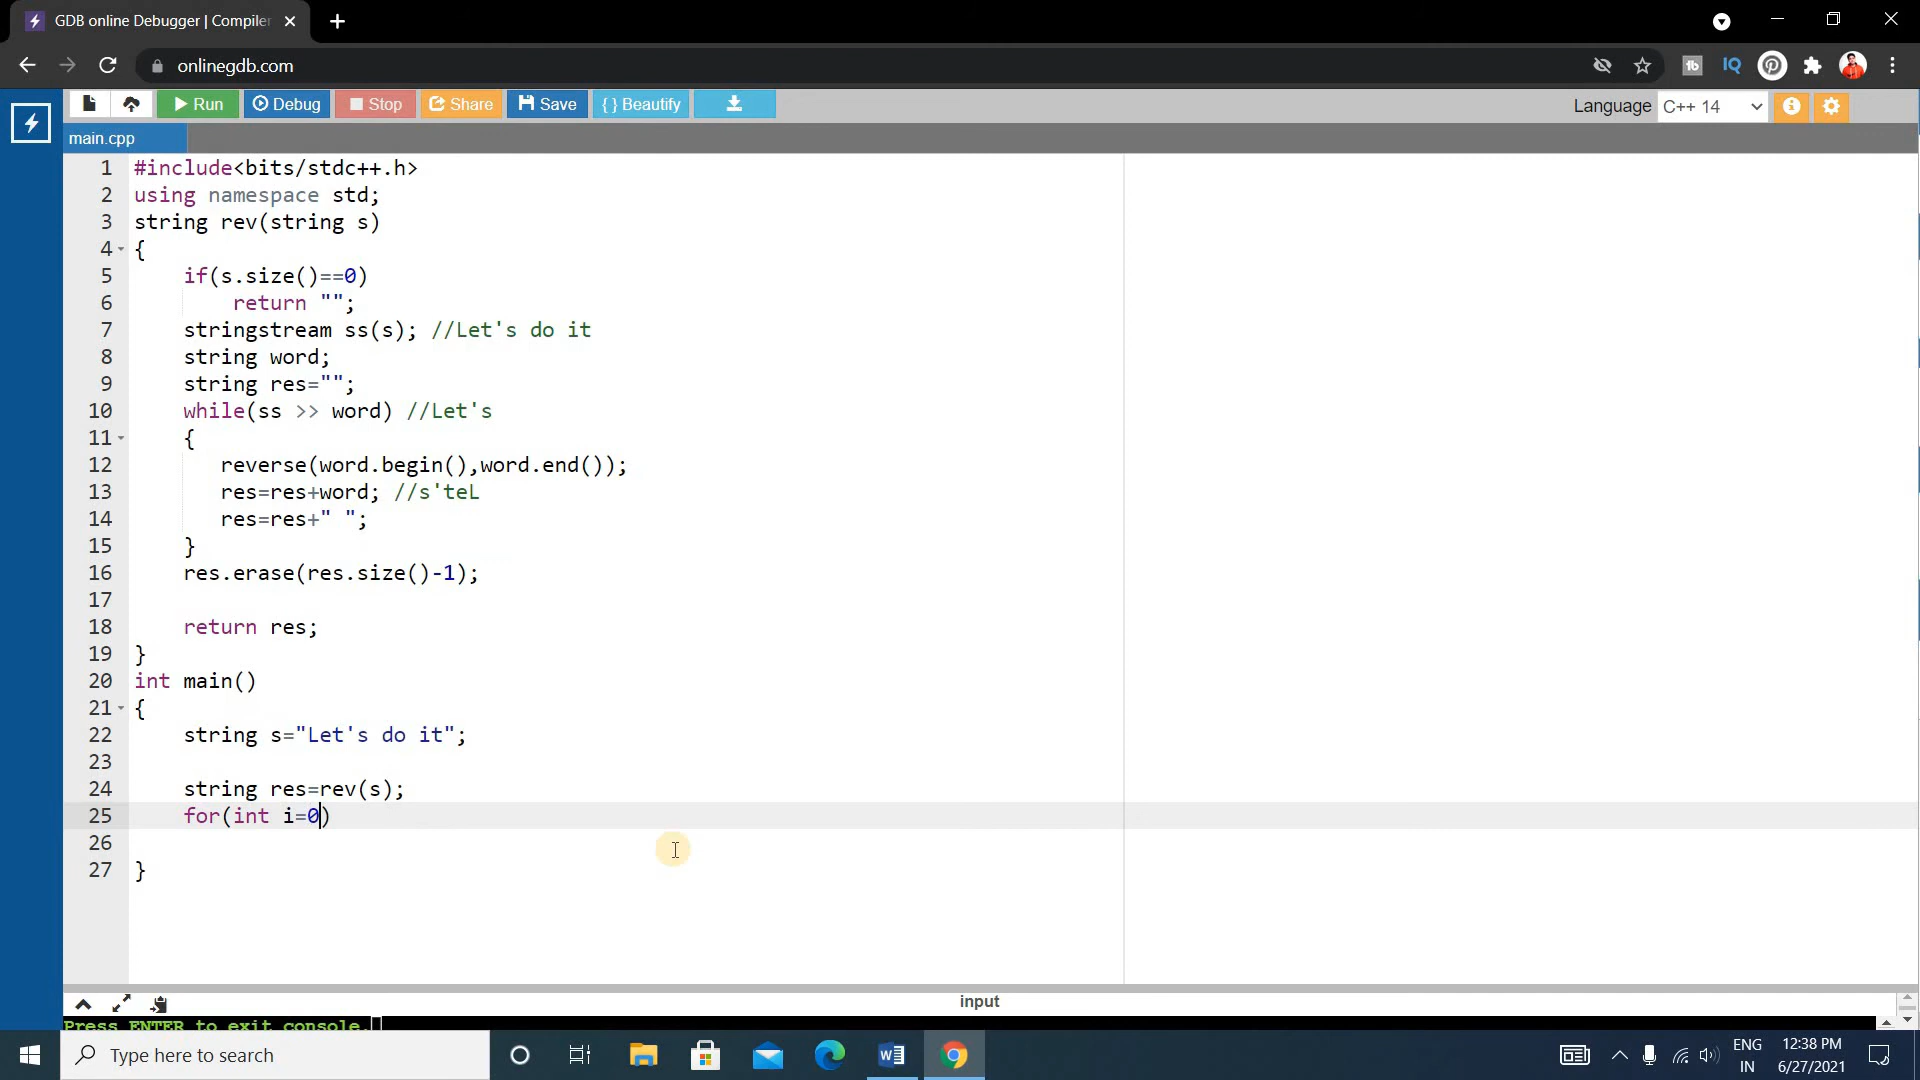 GDB online Debugger | Compiler
onlinegdb.com
Run Debug Stop Share Save { } Beautify Language C++ 14
main.cpp
1 #include<bits/stdc++.h>
2 using namespace std;
3 string rev(string s)
4 {
5 if(s.size()==0)
6 return "";
7 stringstream ss(s); //Let's do it
8 string word;
9 string res="";
10 while(ss >> word) //Let's
11 {
12 reverse(word.begin(),word.end());
13 res=res+word; //s'teL
14 res=res+" ";
15 }
16 res.erase(res.size()-1);
17
18 return res;
19 }
20 int main()
21 {
22 string s="Let's do it";
23
24 string res=rev(s);
25 for(int i=0)
26
27 }
input
Press ENTER to exit console.
Type here to search
ENG 12:38 PM
IN 6/27/2021